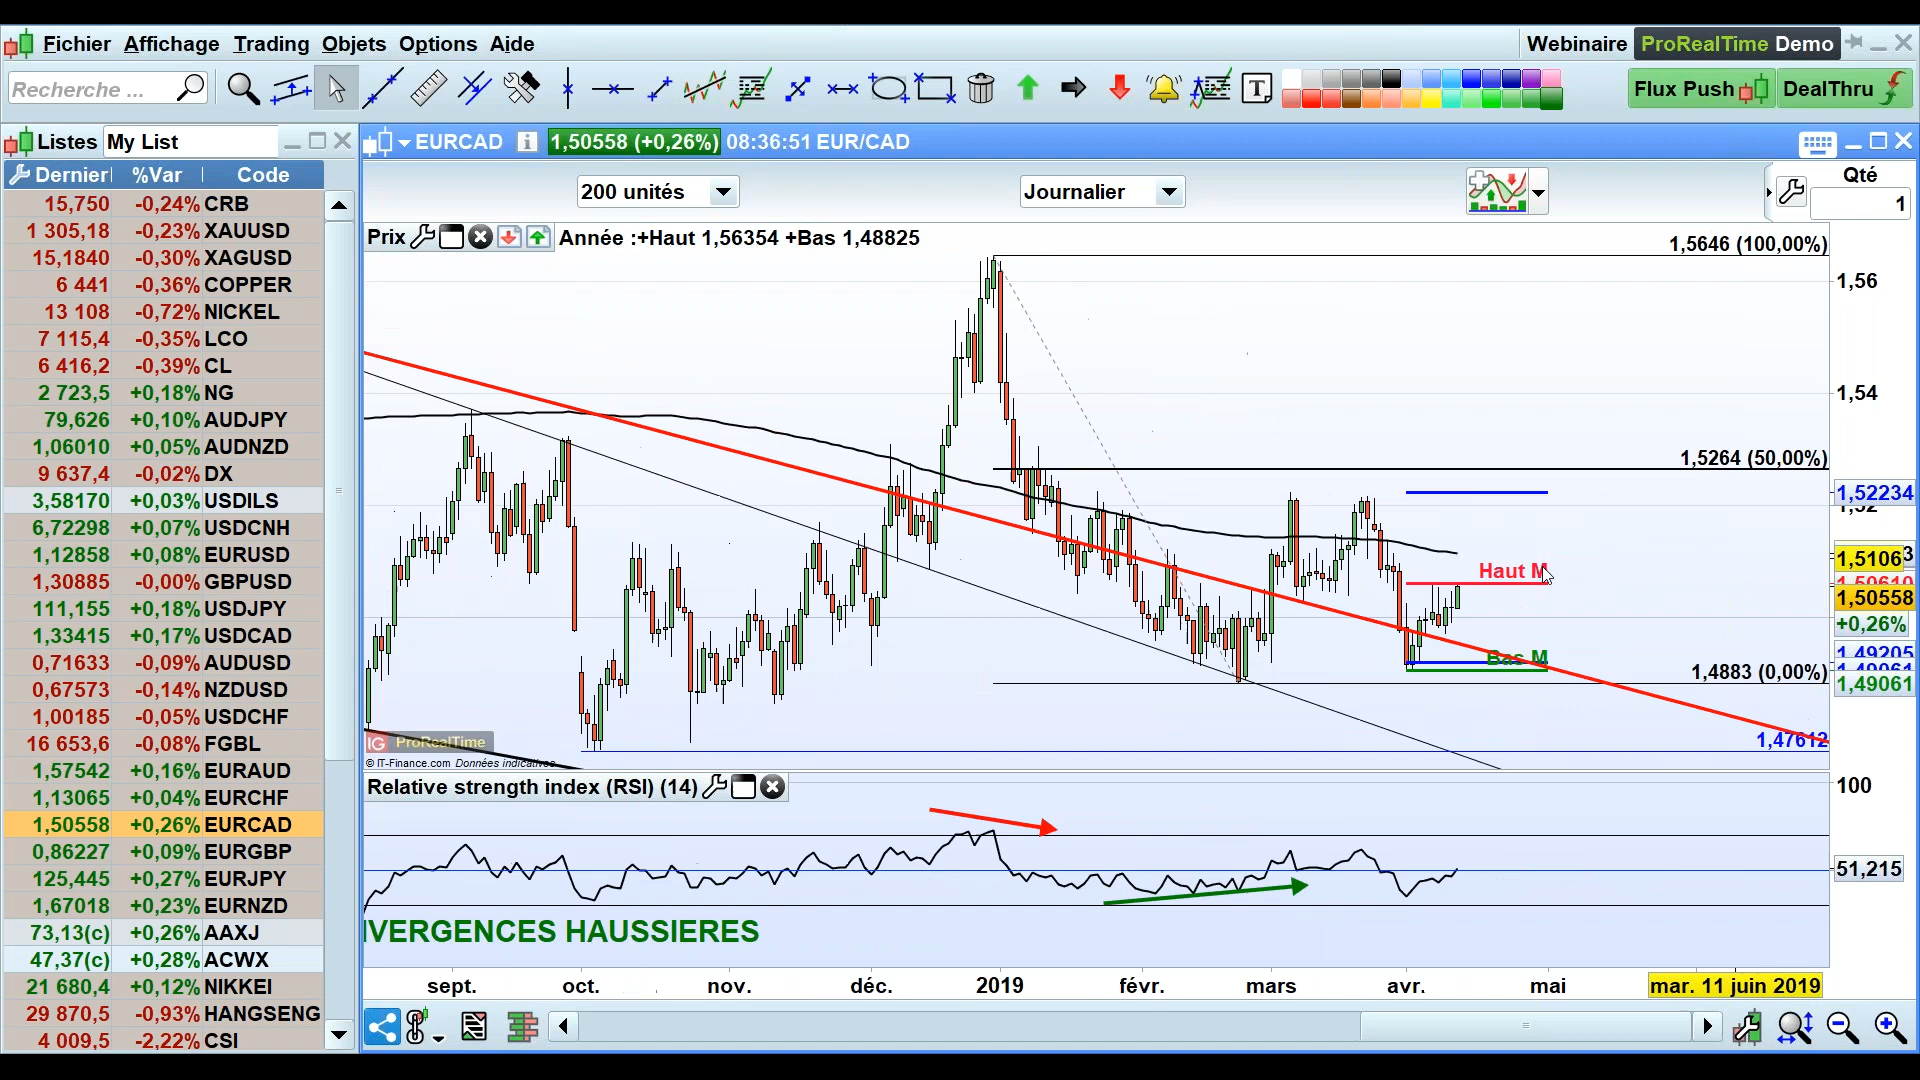 Fichier Affichage Trading Objets Options Aide
Webinaire ProRealTime Demo
Recherche ...
Flux Push DealThru
Listes My List
EURCAD 1,50558 (+0,26%) 08:36:51 EUR/CAD
Dernier %Var Code
200 unités
Journalier
Qté
1
15,750 -0,24% CRB
1 305,18 -0,23% XAUUSD
15,1840 -0,30% XAGUSD
6 441 -0,36% COPPER
13 108 -0,72% NICKEL
7 115,4 -0,35% LCO
6 416,2 -0,39% CL
2 723,5 +0,18% NG
79,626 +0,10% AUDJPY
1,06010 +0,05% AUDNZD
9 637,4 -0,02% DX
3,58170 +0,03% USDILS
6,72298 +0,07% USDCNH
1,12858 +0,08% EURUSD
1,30885 -0,00% GBPUSD
111,155 +0,18% USDJPY
1,33415 +0,17% USDCAD
0,71633 -0,09% AUDUSD
0,67573 -0,14% NZDUSD
1,00185 -0,05% USDCHF
16 653,6 -0,08% FGBL
1,57542 +0,16% EURAUD
1,13065 +0,04% EURCHF
1,50558 +0,26% EURCAD
0,86227 +0,09% EURGBP
125,445 +0,27% EURJPY
1,67018 +0,23% EURNZD
73,13(c) +0,26% AAXJ
47,37(c) +0,28% ACWX
21 680,4 +0,12% NIKKEI
29 870,5 -0,93% HANGSENG
4 009,5 -2,22% CSI
Prix
Année :+Haut 1,56354 +Bas 1,48825
1,5646 (100,00%)
1,56
1,54
1,5264 (50,00%)
1,52234
1,52
1,5106
Haut M
1,50610
1,50558
+0,26%
Bas M
1,49205
1,4883 (0,00%)
1,49061
1,47612
IG ProRealTime
© IT-Finance.com Données indicatives
Relative strength index (RSI) (14)
100
51,215
IVERGENCES HAUSSIERES
sept. oct. nov. déc. 2019 févr. mars avr. mai mar. 11 juin 2019